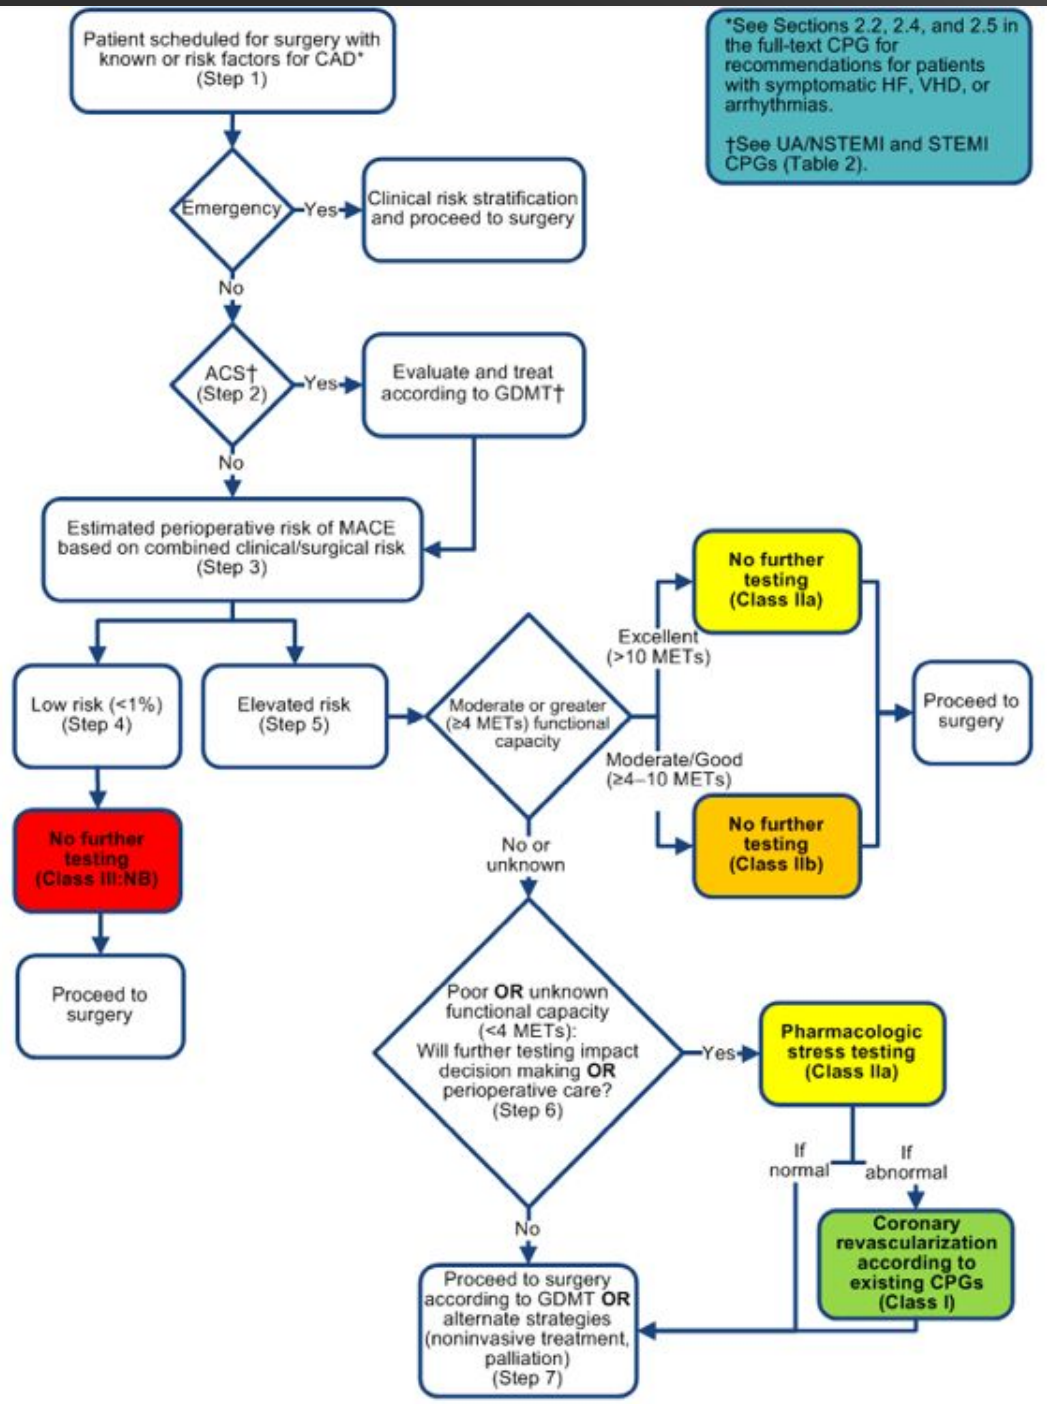 Patient scheduled for surgery with
known or risk factors for CAD*
(Step 1)
*See Sections 2.2, 2.4, and 2.5 in
the full-text CPG for
recommendations for patients
with symptomatic HF, VHD, or
arrhythmias.
†See UA/NSTEMI and STEMI
CPGs (Table 2).
Emergency
Yes
Clinical risk stratification
and proceed to surgery
No
ACS†
(Step 2)
Yes
Evaluate and treat
according to GDMT†
No
Estimated perioperative risk of MACE
based on combined clinical/surgical risk
(Step 3)
Low risk (<1%)
(Step 4)
No further
testing
(Class III:NB)
Proceed to
surgery
Elevated risk
(Step 5)
Moderate or greater
(≥4 METs) functional
capacity
Excellent
(>10 METs)
No further
testing
(Class IIa)
Moderate/Good
(≥4–10 METs)
No further
testing
(Class IIb)
Proceed to
surgery
No or
unknown
Poor OR unknown
functional capacity
(<4 METs):
Will further testing impact
decision making OR
perioperative care?
(Step 6)
Yes
Pharmacologic
stress testing
(Class IIa)
If
normal
If
abnormal
Coronary
revascularization
according to
existing CPGs
(Class I)
No
Proceed to surgery
according to GDMT OR
alternate strategies
(noninvasive treatment,
palliation)
(Step 7)